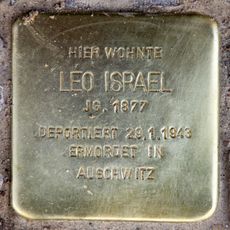 HIER WOHNTE
LEO ISRAEL
JG. 1877
DEPORTIERT 29.1.1943
ERMORDET IN
AUSCHWITZ